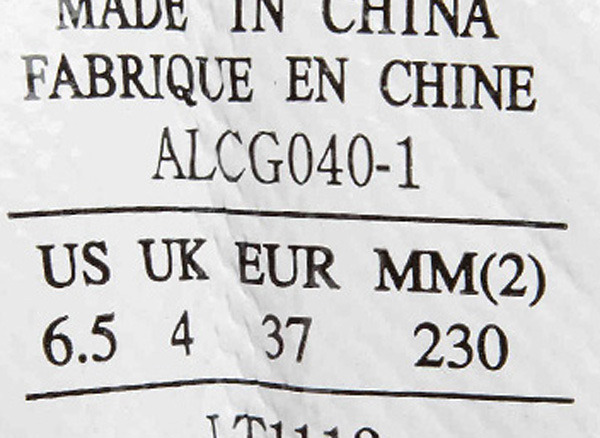 MADE IN CHINA
FABRIQUE EN CHINE
ALCG040-1
US UK EUR MM(2)
6.5 4 37 230